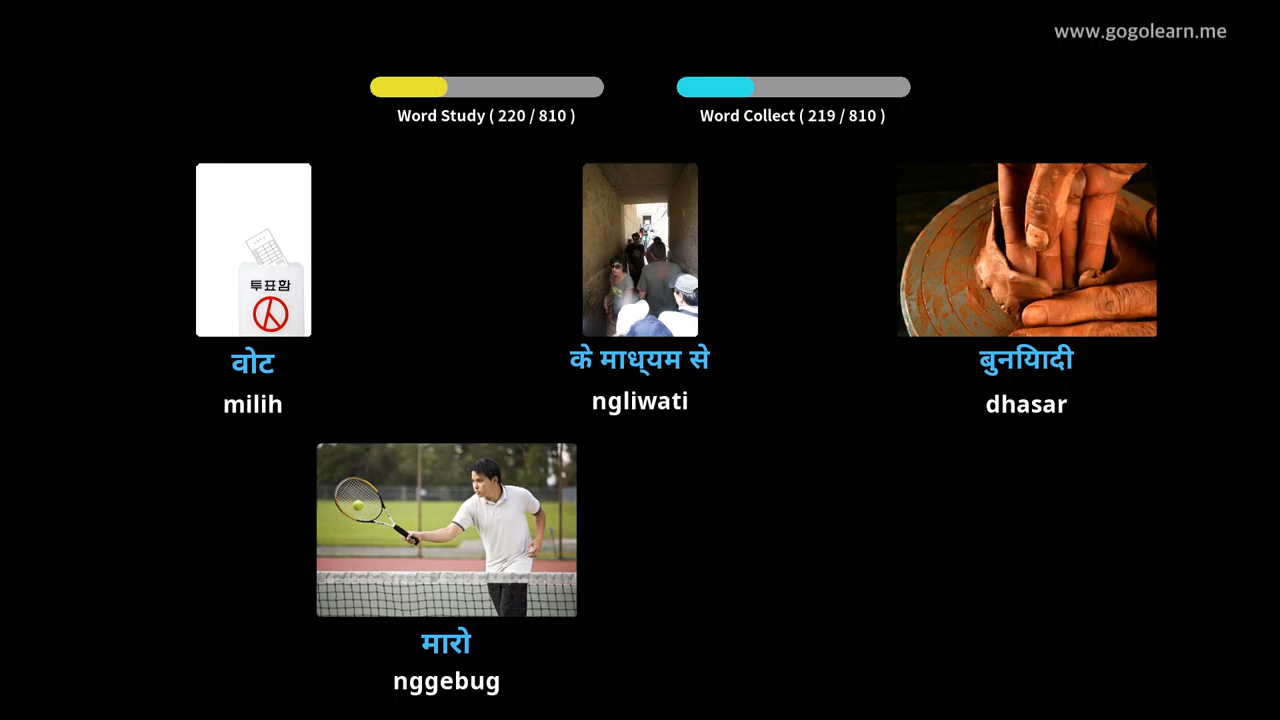 www.gogolearn.me
Word Study ( 220 / 810 )
Word Collect ( 219 / 810 )
투표함
वोट
milih
के माध्यम से
ngliwati
बुनियादी
dhasar
मारो
nggebug